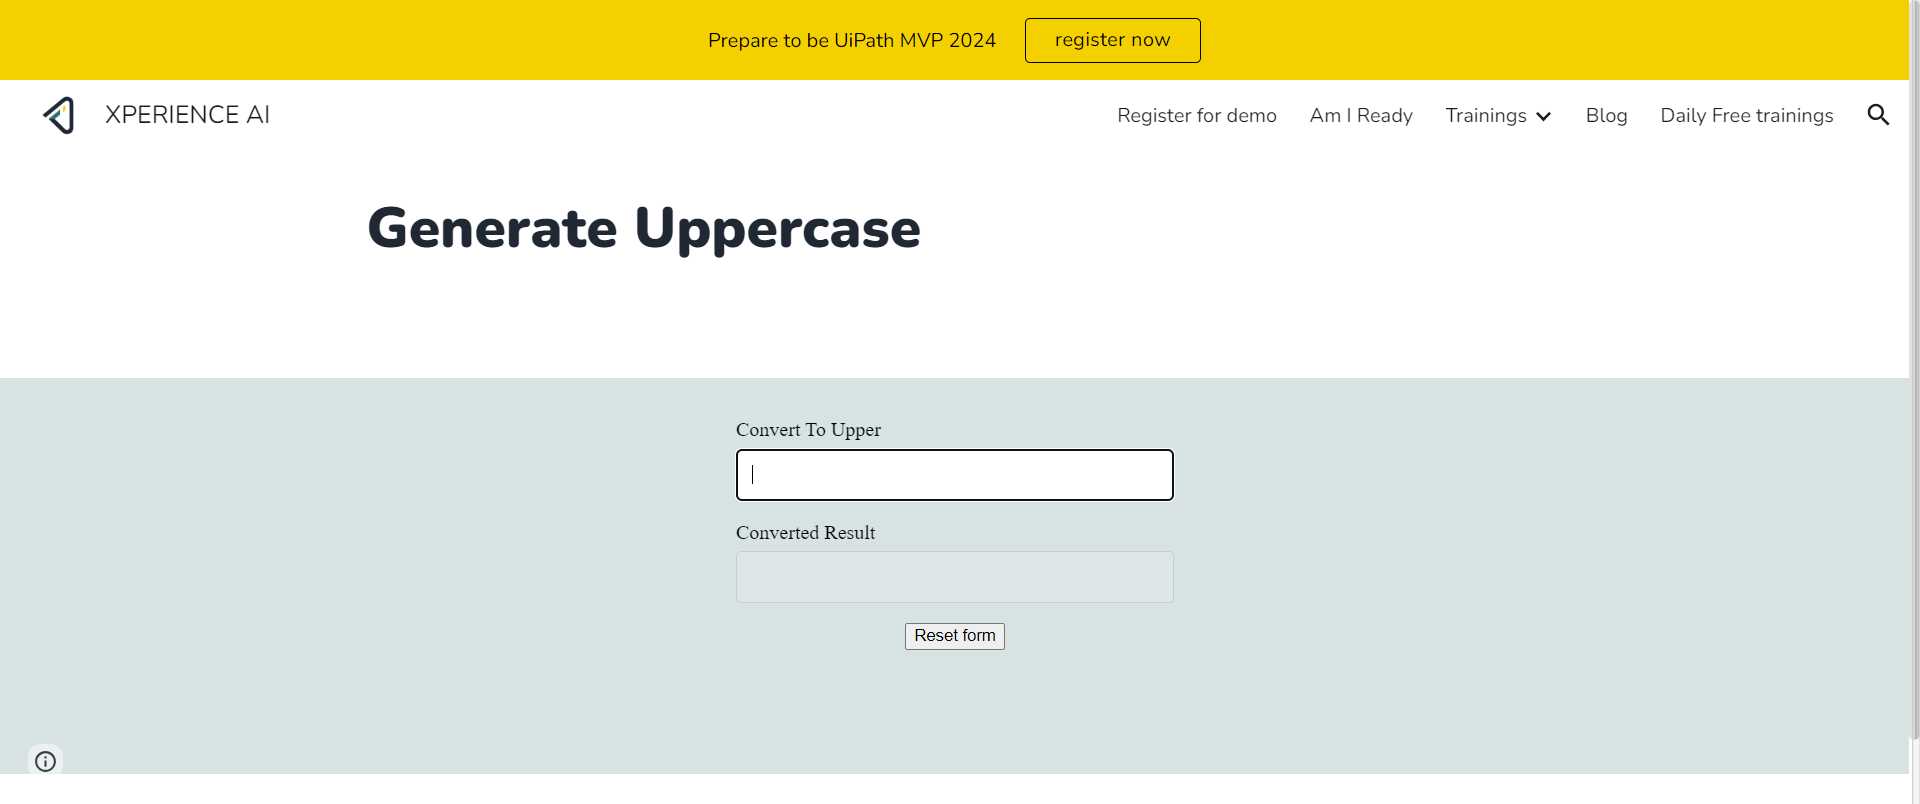 Prepare to be UiPath MVP 2024 register now
XPERIENCE AI Register for demo Am I Ready Trainings Blog Daily Free trainings
Generate Uppercase
Convert To Upper
Converted Result
Reset form